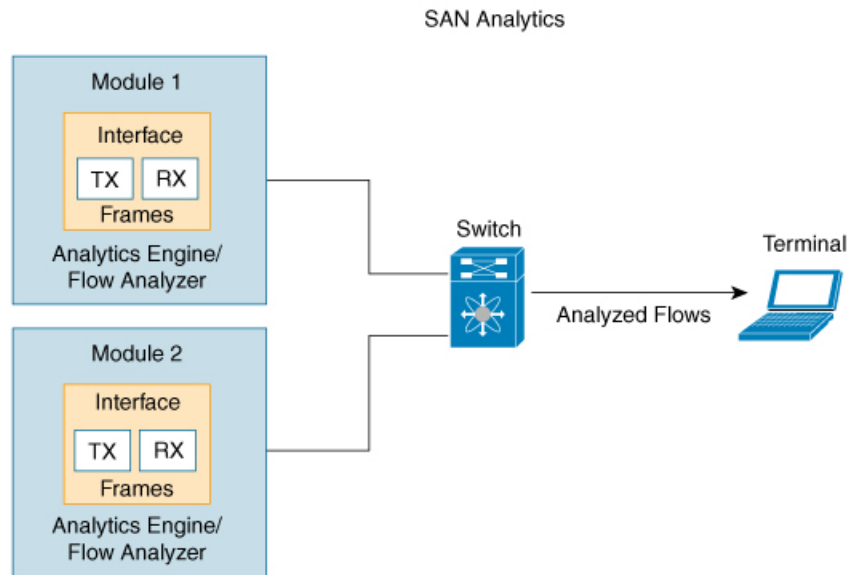 SAN Analytics
Module 1
Interface
TX RX
Frames
Analytics Engine/
Flow Analyzer
Switch
Terminal
Analyzed Flows
Module 2
Interface
TX RX
Frames
Analytics Engine/
Flow Analyzer